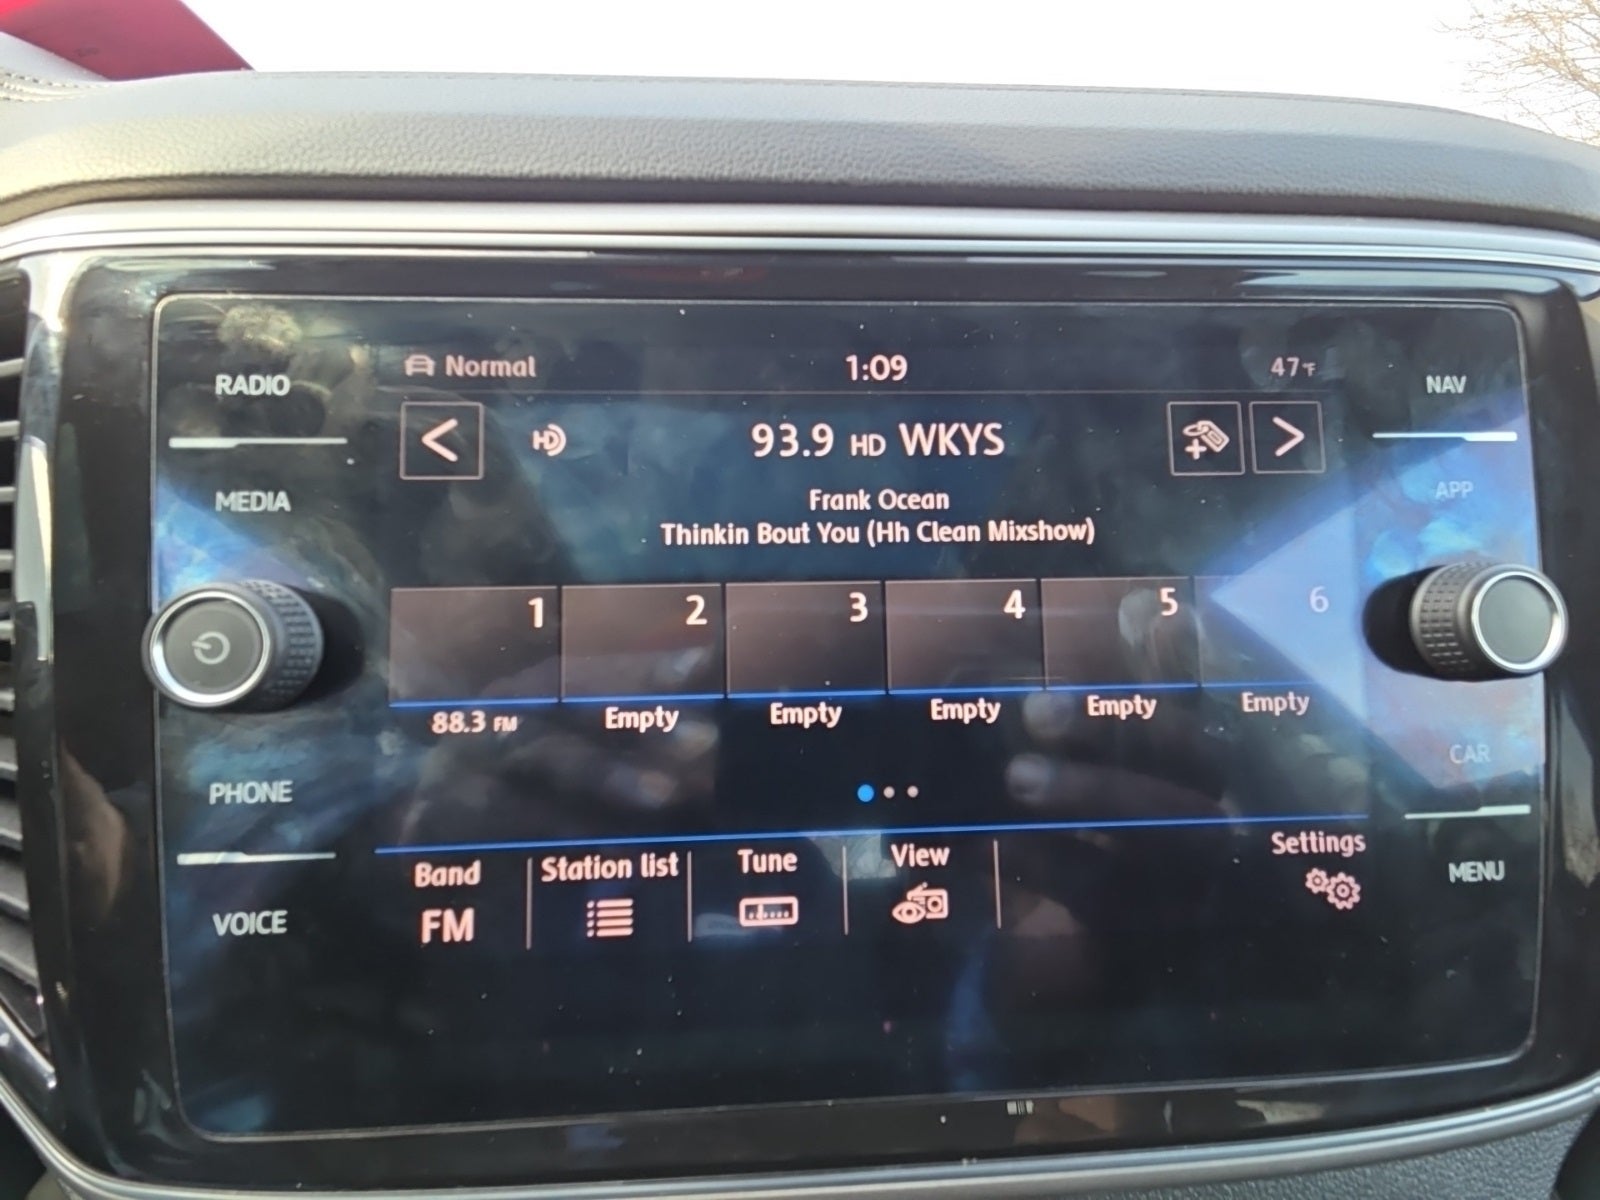 Normal 1:09 47°F
RADIO
NAV
93.9 HD WKYS
HD
MEDIA
APP
Frank Ocean
Thinkin Bout You (Hh Clean Mixshow)
1 2 3 4 5 6
88.3 FM Empty Empty Empty Empty Empty
CAR
PHONE
Band Station list Tune View Settings
FM
MENU
VOICE